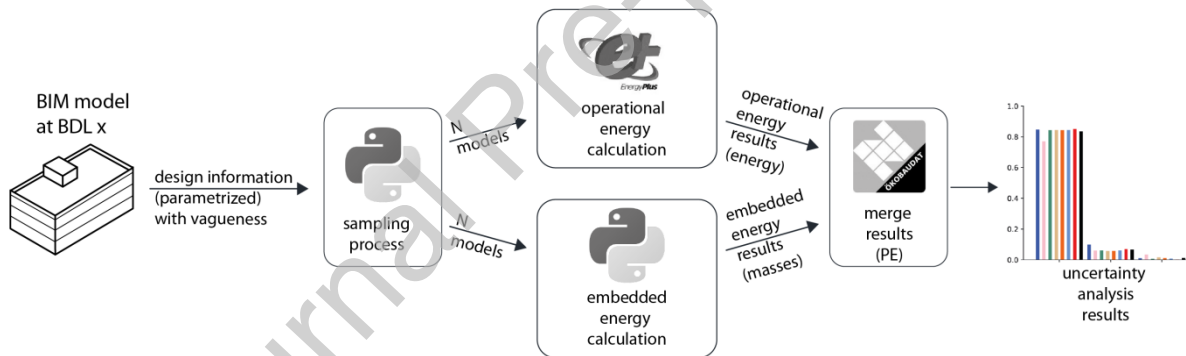 BIM model
at BDL x
design information
(parametrized)
with vagueness
sampling
process
N
models
N
models
EnergyPlus
operational
energy
calculation
embedded
energy
calculation
operational
energy
results
(energy)
embedded
energy
results
(masses)
ÖKOBAUDAT
merge
results
(PE)
1.0
0.8
0.6
0.4
0.2
0.0
uncertainty
analysis
results
urnal Pre-